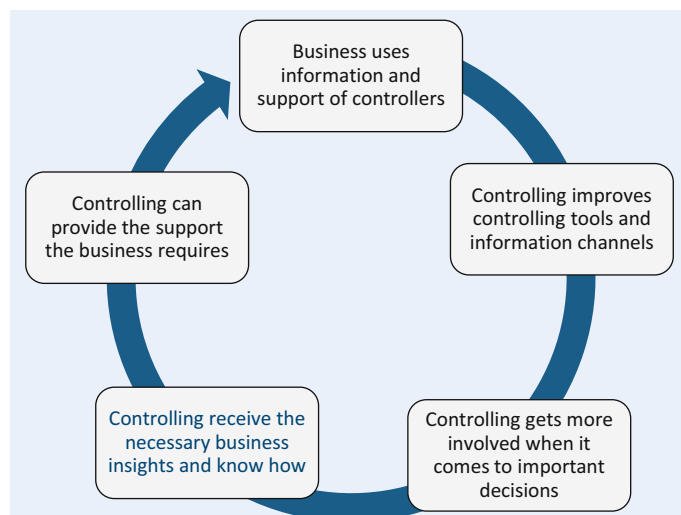 Business uses
information and
support of controllers
Controlling improves
controlling tools and
information channels
Controlling gets more
involved when it
comes to important
decisions
Controlling receive the
necessary business
insights and know how
Controlling can
provide the support
the business requires